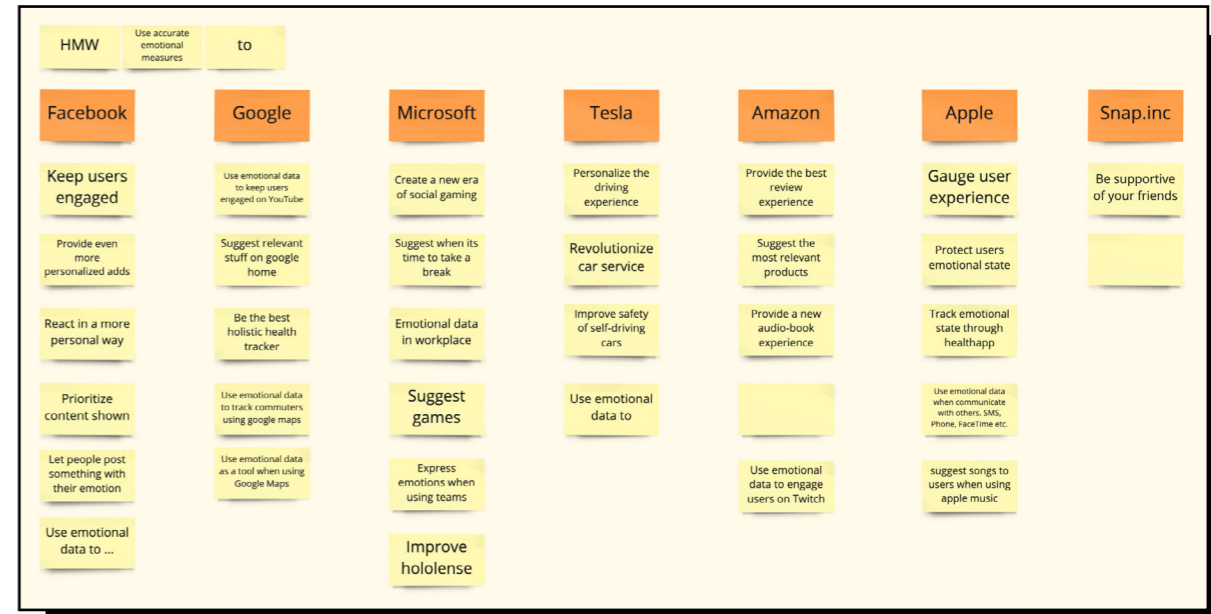 HMW
Use accurate
emotional
measures
to
Facebook
Google
Microsoft
Tesla
Amazon
Apple
Snap.inc
Keep users
engaged
Use emotional data
to keep users
engaged on YouTube
Create a new era
of social gaming
Personalize the
driving
experience
Provide the best
review
experience
Gauge user
experience
Be supportive
of your friends
Provide even
more
personalized adds
Suggest relevant
stuff on google
home
Suggest when its
time to take a
break
Revolutionize
car service
Suggest the
most relevant
products
Protect users
emotional state
React in a more
personal way
Be the best
holistic health
tracker
Emotional data
in workplace
Improve safety
of self-driving
cars
Provide a new
audio-book
experience
Track emotional
state through
healthapp
Prioritize
content shown
Use emotional data
to track commuters
using google maps
Suggest
games
Use emotional
data to
Use emotional data
when communicate
with others. SMS,
Phone, FaceTime etc.
Let people post
something with
their emotion
Use emotional data
as a tool when using
Google Maps
Express
emotions when
using teams
Use emotional
data to engage
users on Twitch
suggest songs to
users when using
apple music
Use emotional
data to ...
Improve
hololense